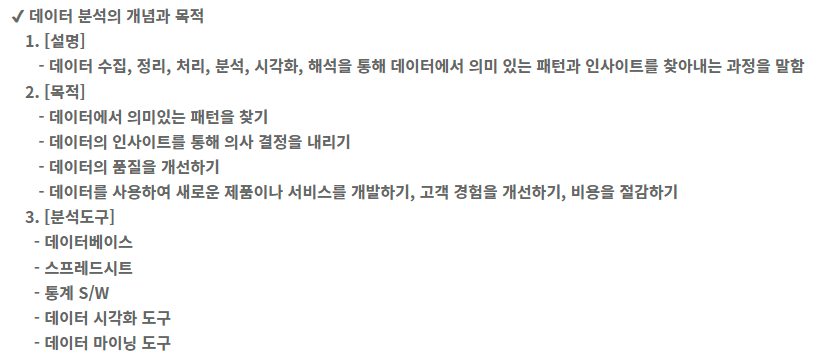 ✔ 데이터 분석의 개념과 목적
1. [설명]
- 데이터 수집, 정리, 처리, 분석, 시각화, 해석을 통해 데이터에서 의미 있는 패턴과 인사이트를 찾아내는 과정을 말함
2. [목적]
- 데이터에서 의미있는 패턴을 찾기
- 데이터의 인사이트를 통해 의사 결정을 내리기
- 데이터의 품질을 개선하기
- 데이터를 사용하여 새로운 제품이나 서비스를 개발하기, 고객 경험을 개선하기, 비용을 절감하기
3. [분석도구]
- 데이터베이스
- 스프레드시트
- 통계 S/W
- 데이터 시각화 도구
- 데이터 마이닝 도구